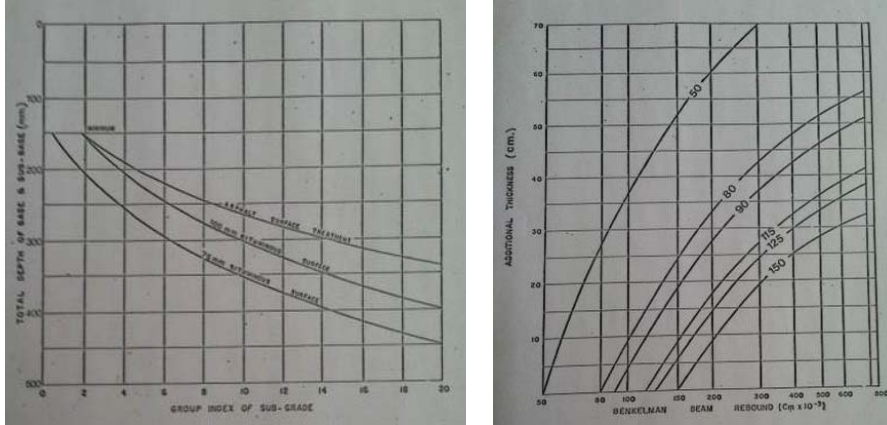 TOTAL DEPTH OF BASE & SUB-BASE (mm)
0
100
200
300
400
500
MINIMUM
ASPHALT SURFACE TREATMENT
100 mm BITUMINOUS SURFACE
75 mm BITUMINOUS SURFACE
0 2 4 6 8 10 12 14 16 18 20
GROUP INDEX OF SUB-GRADE
ADDITIONAL THICKNESS (cm.)
70
60
50
40
30
20
10
50
80
90
115
125
150
50 80 100 150 200 300 400 500 600 800
BENKELMAN BEAM REBOUND (Cm x 10⁻³)